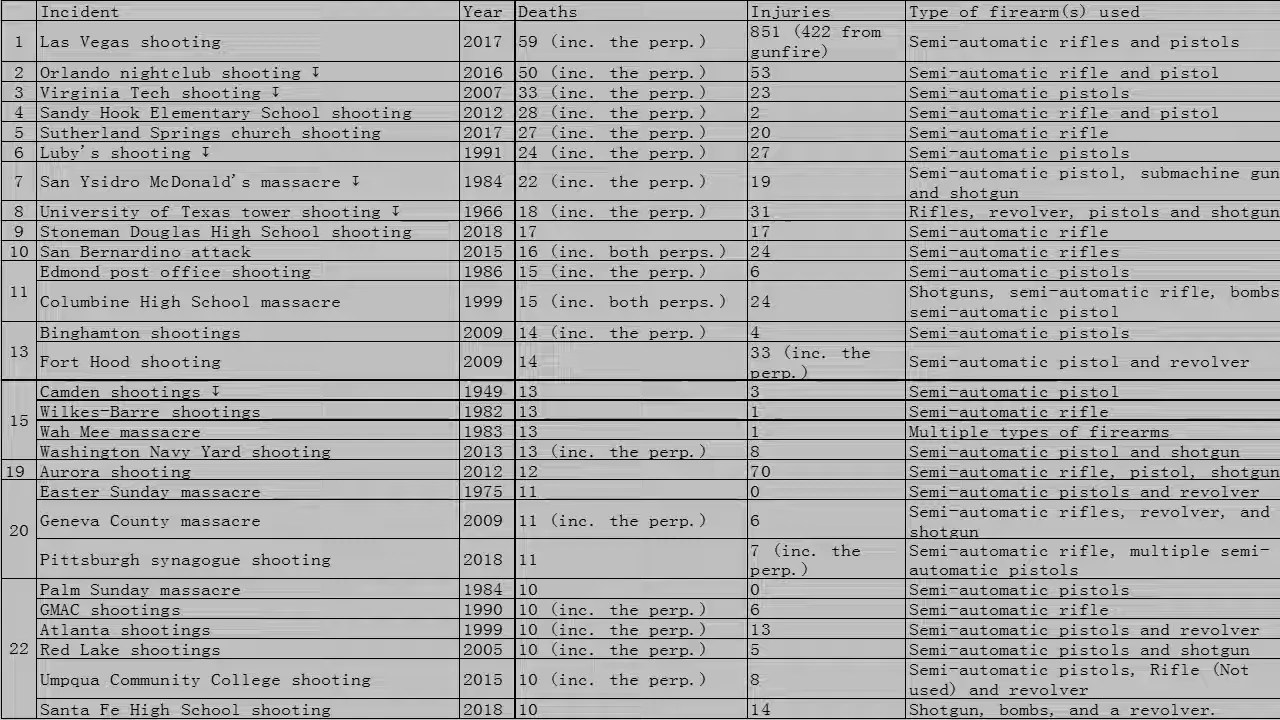 Incident Year Deaths Injuries Type of firearm(s) used
1 Las Vegas shooting 2017 59 (inc. the perp.) 851 (422 from gunfire) Semi-automatic rifles and pistols
2 Orlando nightclub shooting ↧ 2016 50 (inc. the perp.) 53 Semi-automatic rifle and pistol
3 Virginia Tech shooting ↧ 2007 33 (inc. the perp.) 23 Semi-automatic pistols
4 Sandy Hook Elementary School shooting 2012 28 (inc. the perp.) 2 Semi-automatic rifle and pistol
5 Sutherland Springs church shooting 2017 27 (inc. the perp.) 20 Semi-automatic rifle
6 Luby's shooting ↧ 1991 24 (inc. the perp.) 27 Semi-automatic pistols
7 San Ysidro McDonald's massacre ↧ 1984 22 (inc. the perp.) 19 Semi-automatic pistol, submachine gun and shotgun
8 University of Texas tower shooting ↧ 1966 18 (inc. the perp.) 31 Rifles, revolver, pistols and shotgun
9 Stoneman Douglas High School shooting 2018 17 17 Semi-automatic rifle
10 San Bernardino attack 2015 16 (inc. both perps.) 24 Semi-automatic rifles
11 Edmond post office shooting 1986 15 (inc. the perp.) 6 Semi-automatic pistols
Columbine High School massacre 1999 15 (inc. both perps.) 24 Shotguns, semi-automatic rifle, bombs semi-automatic pistol
13 Binghamton shootings 2009 14 (inc. the perp.) 4 Semi-automatic pistols
Fort Hood shooting 2009 14 33 (inc. the perp.) Semi-automatic pistol and revolver
15 Camden shootings ↧ 1949 13 3 Semi-automatic pistol
Wilkes-Barre shootings 1982 13 1 Semi-automatic rifle
Wah Mee massacre 1983 13 1 Multiple types of firearms
Washington Navy Yard shooting 2013 13 (inc. the perp.) 8 Semi-automatic pistol and shotgun
19 Aurora shooting 2012 12 70 Semi-automatic rifle, pistol, shotgun
20 Easter Sunday massacre 1975 11 0 Semi-automatic pistols and revolver
Geneva County massacre 2009 11 (inc. the perp.) 6 Semi-automatic rifles, revolver, and shotgun
Pittsburgh synagogue shooting 2018 11 7 (inc. the perp.) Semi-automatic rifle, multiple semi-automatic pistols
22 Palm Sunday massacre 1984 10 0 Semi-automatic pistols
GMAC shootings 1990 10 (inc. the perp.) 6 Semi-automatic rifle
Atlanta shootings 1999 10 (inc. the perp.) 13 Semi-automatic pistols and revolver
Red Lake shootings 2005 10 (inc. the perp.) 5 Semi-automatic pistols and shotgun
Umpqua Community College shooting 2015 10 (inc. the perp.) 8 Semi-automatic pistols, Rifle (Not used) and revolver
Santa Fe High School shooting 2018 10 14 Shotgun, bombs, and a revolver.